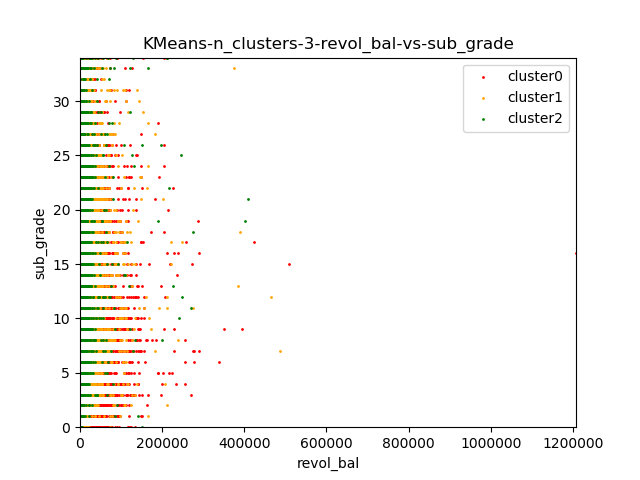 KMeans-n_clusters-3-revol_bal-vs-sub_grade
cluster0
cluster1
cluster2
30
25
20
15
10
5
0
sub_grade
0
200000
400000
600000
800000
1000000
1200000
revol_bal